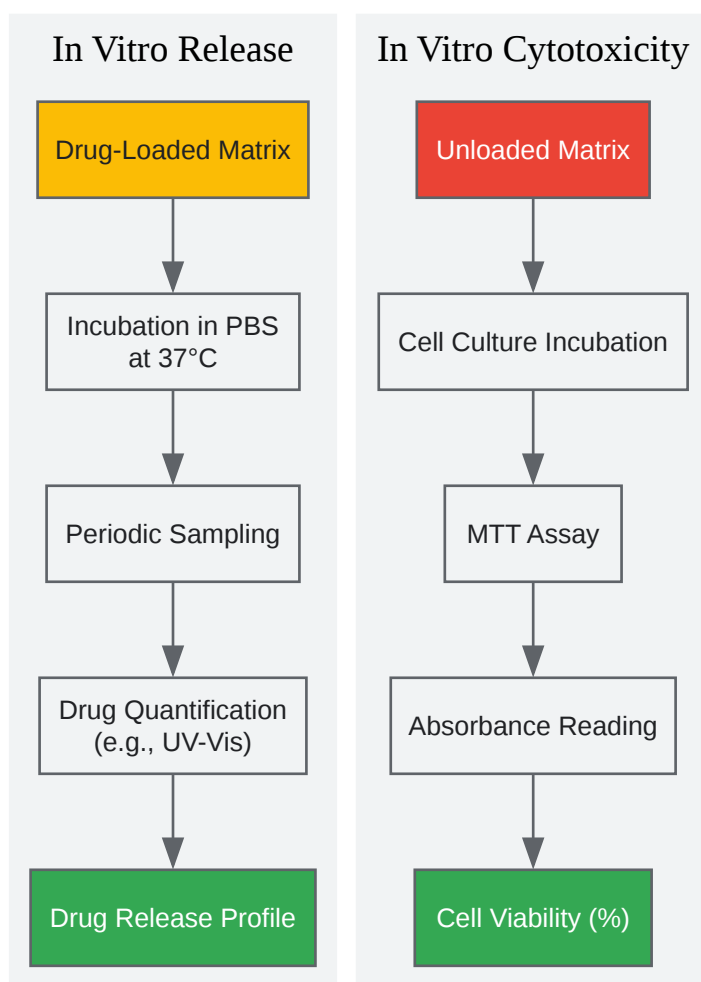 In Vitro Release
Drug-Loaded Matrix
Incubation in PBS
at 37°C
Periodic Sampling
Drug Quantification
(e.g., UV-Vis)
Drug Release Profile
In Vitro Cytotoxicity
Unloaded Matrix
Cell Culture Incubation
MTT Assay
Absorbance Reading
Cell Viability (%)